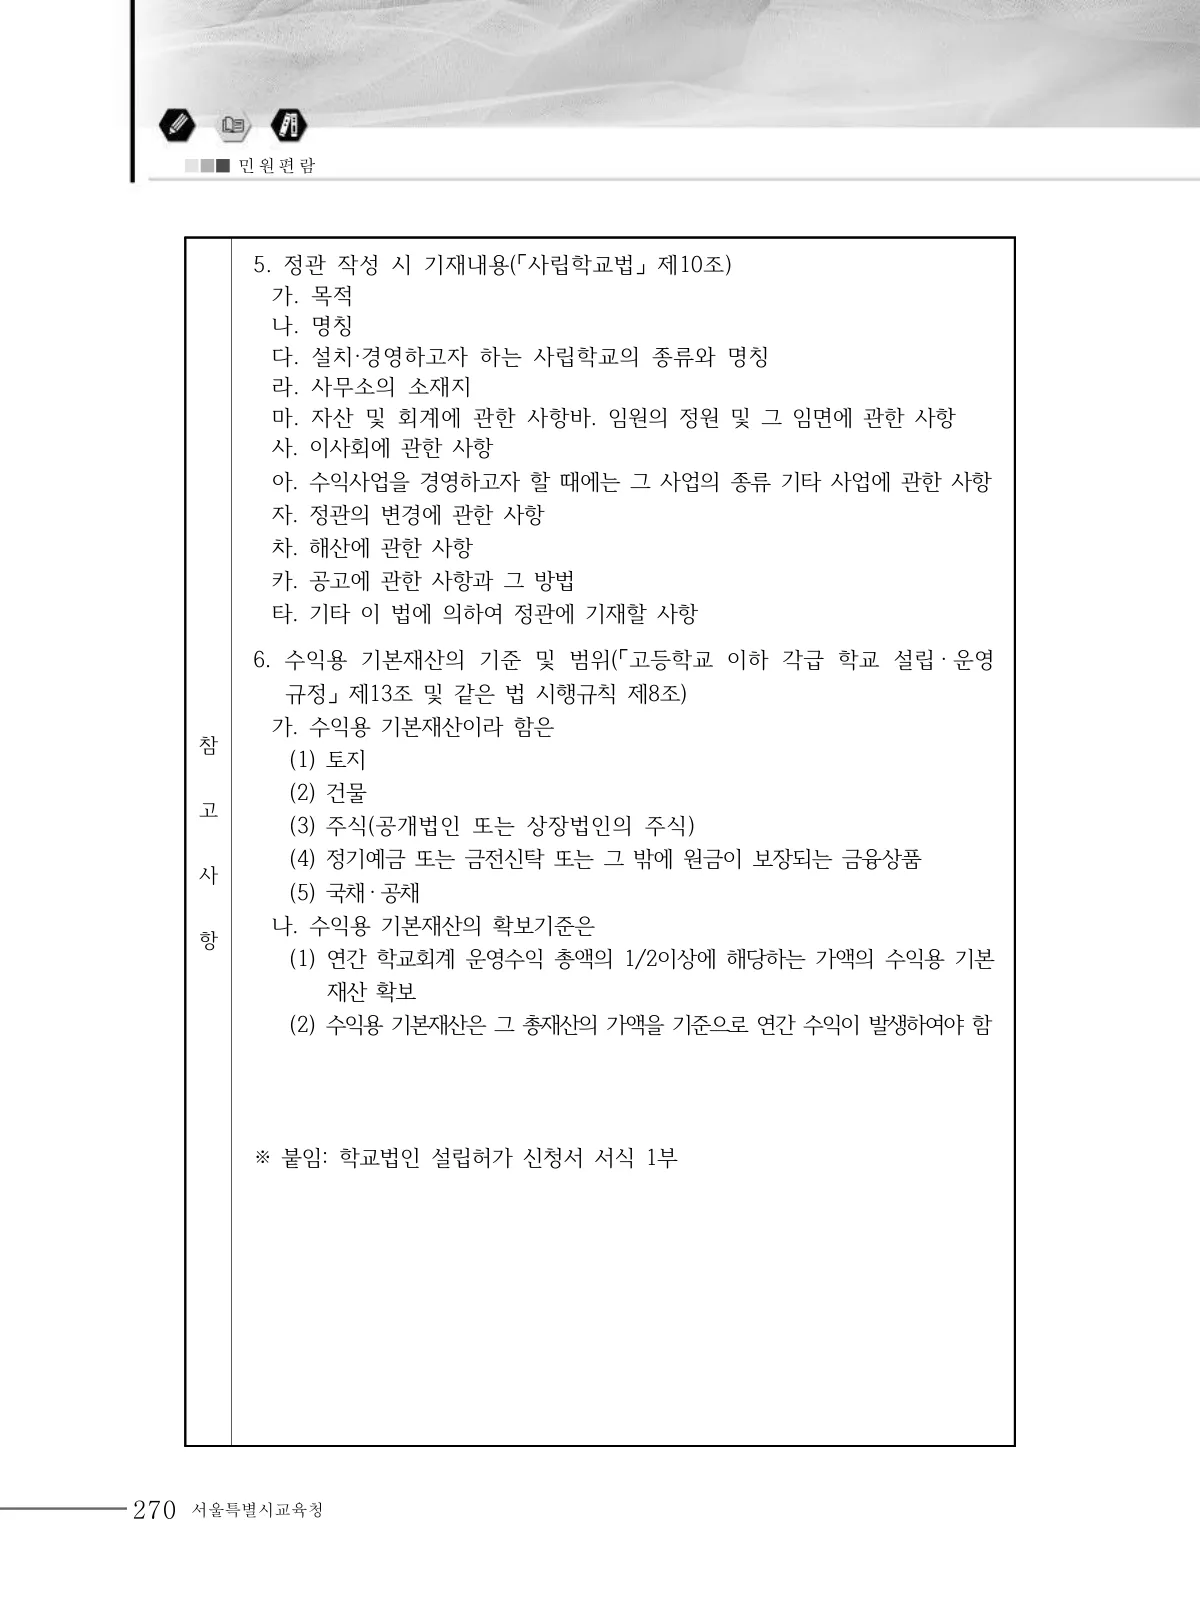 민원편람
5. 정관 작성 시 기재내용(「사립학교법」 제10조)
가. 목적
나. 명칭
다. 설치·경영하고자 하는 사립학교의 종류와 명칭
라. 사무소의 소재지
마. 자산 및 회계에 관한 사항바. 임원의 정원 및 그 임면에 관한 사항
사. 이사회에 관한 사항
아. 수익사업을 경영하고자 할 때에는 그 사업의 종류 기타 사업에 관한 사항
자. 정관의 변경에 관한 사항
차. 해산에 관한 사항
카. 공고에 관한 사항과 그 방법
타. 기타 이 법에 의하여 정관에 기재할 사항
6. 수익용 기본재산의 기준 및 범위(「고등학교 이하 각급 학교 설립·운영
규정」 제13조 및 같은 법 시행규칙 제8조)
가. 수익용 기본재산이라 함은
(1) 토지
(2) 건물
(3) 주식(공개법인 또는 상장법인의 주식)
(4) 정기예금 또는 금전신탁 또는 그 밖에 원금이 보장되는 금융상품
(5) 국채·공채
나. 수익용 기본재산의 확보기준은
(1) 연간 학교회계 운영수익 총액의 1/2이상에 해당하는 가액의 수익용 기본
재산 확보
(2) 수익용 기본재산은 그 총재산의 가액을 기준으로 연간 수익이 발생하여야 함
※ 붙임: 학교법인 설립허가 신청서 서식 1부
참
고
사
항
270 서울특별시교육청